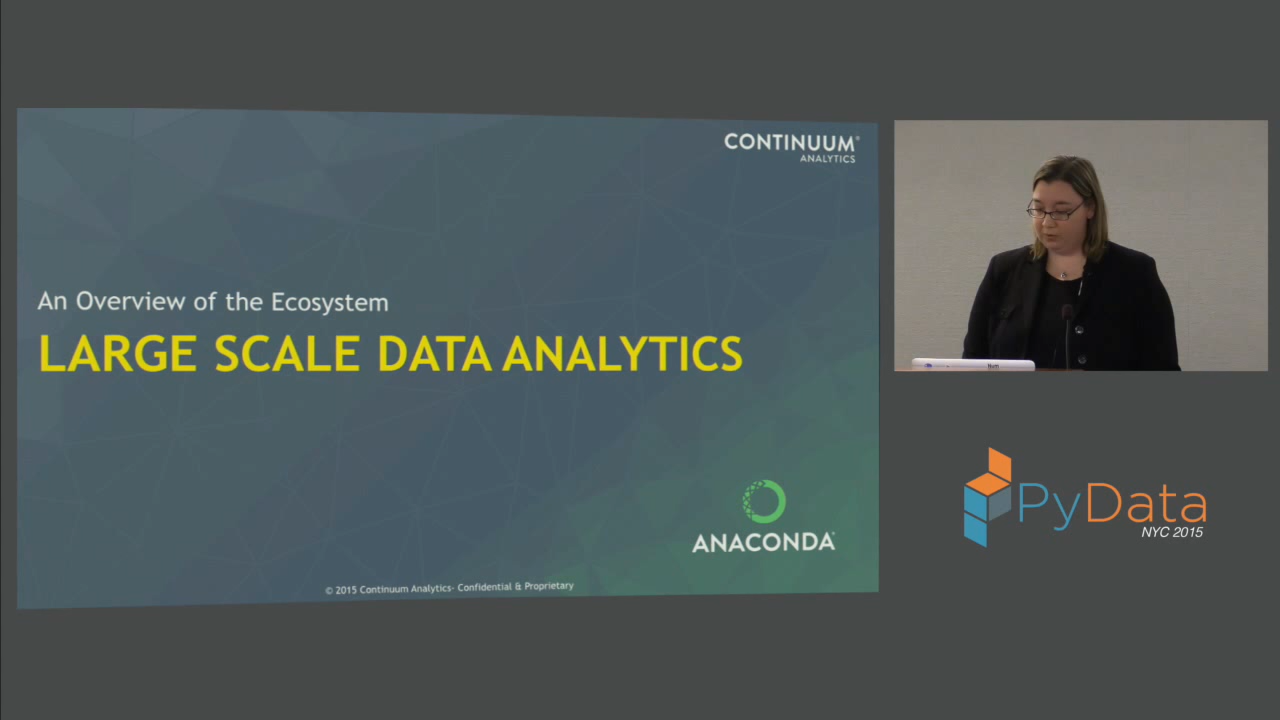 CONTINUUM®
ANALYTICS
An Overview of the Ecosystem
LARGE SCALE DATA ANALYTICS
ANACONDA®
© 2015 Continuum Analytics- Confidential & Proprietary
PyData
NYC 2015